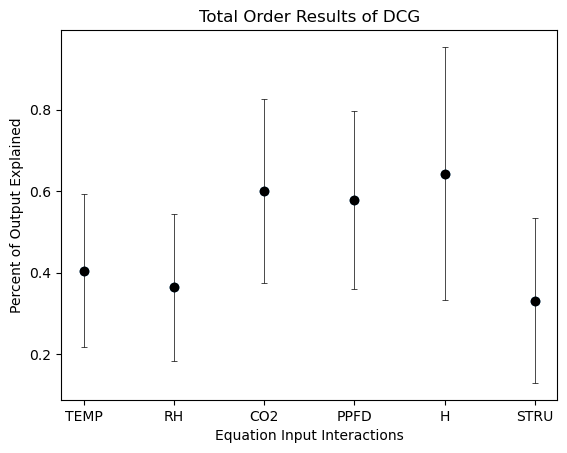 Total Order Results of DCG
Percent of Output Explained
0.8
0.6
0.4
0.2
TEMP RH CO2 PPFD H STRU
Equation Input Interactions